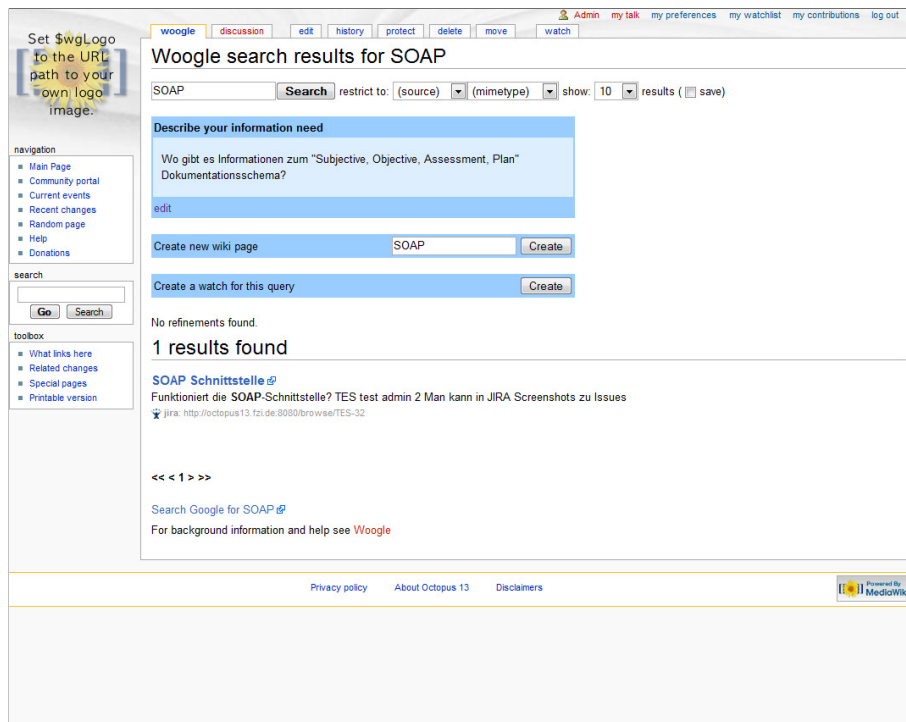 Admin my talk my preferences my watchlist my contributions log out
Set $wgLogo
to the URL
path to your
own logo
image.
woogle discussion edit history protect delete move watch
Woogle search results for SOAP
SOAP Search restrict to: (source) (mimetype) show: 10 results ( save)
Describe your information need
Wo gibt es Informationen zum "Subjective, Objective, Assessment, Plan"
Dokumentationsschema?
edit
Create new wiki page SOAP Create
Create a watch for this query Create
No refinements found.
1 results found
SOAP Schnittstelle
Funktioniert die SOAP-Schnittstelle? TES test admin 2 Man kann in JIRA Screenshots zu Issues
jira: http://octopus13.fzi.de:8080/browse/TES-32
<< < 1 > >>
Search Google for SOAP
For background information and help see Woogle
navigation
Main Page
Community portal
Current events
Recent changes
Random page
Help
Donations
search
Go Search
toolbox
What links here
Related changes
Special pages
Printable version
Privacy policy About Octopus 13 Disclaimers
Powered By
MediaWik